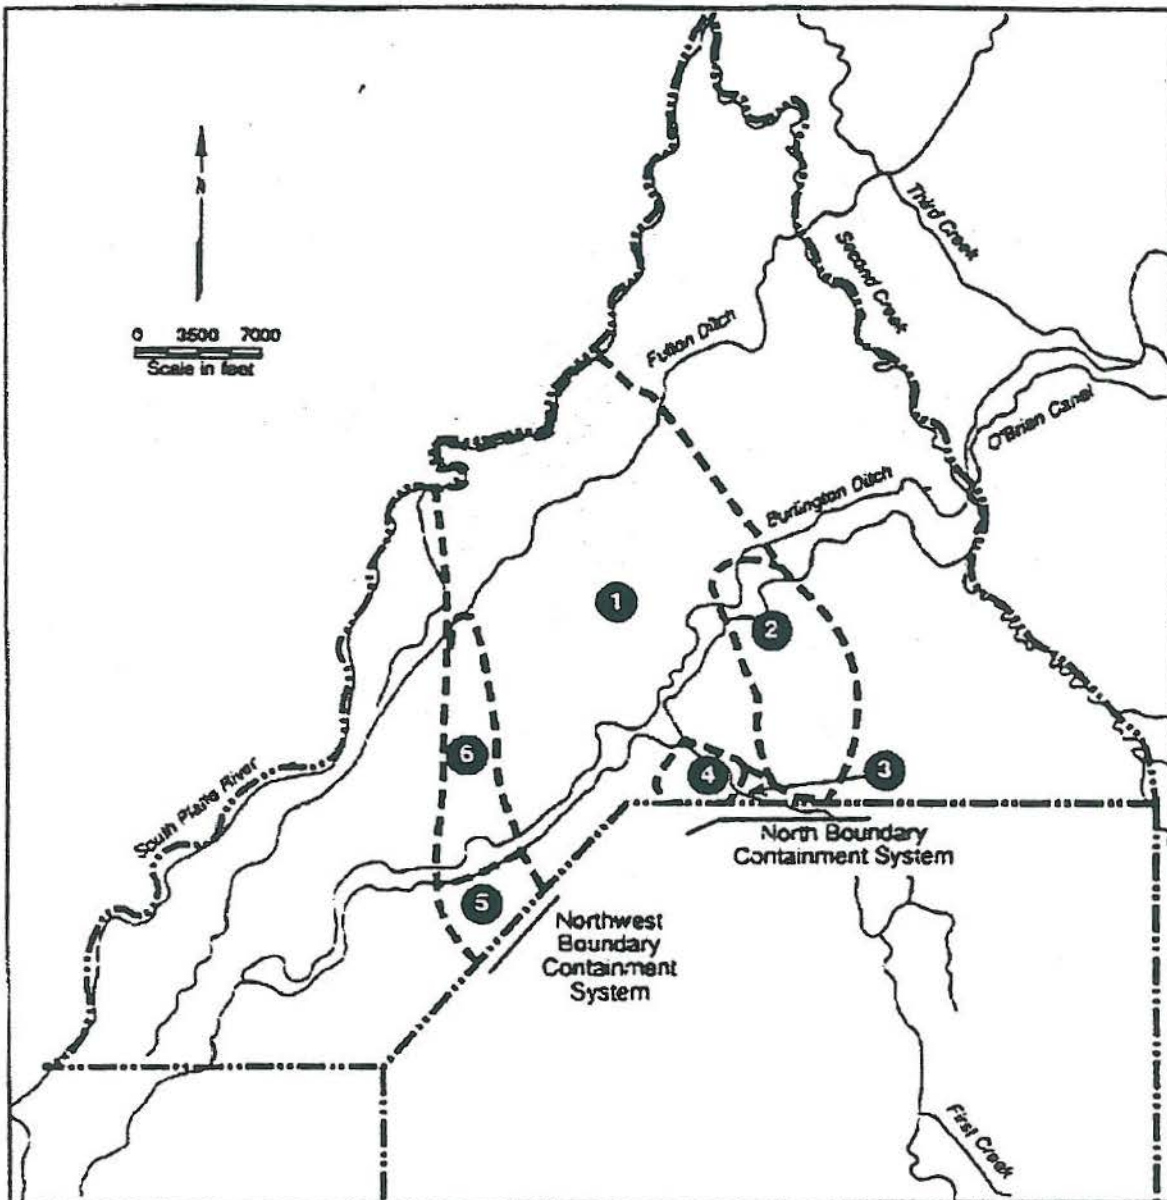 N
0 3500 7000
Scale in feet
Third Creek
Second Creek
Fulton Ditch
O'Brian Canal
Burlington Ditch
1
2
6
4
3
South Platte River
North Boundary
Containment System
5
Northwest
Boundary
Containment
System
First Creek